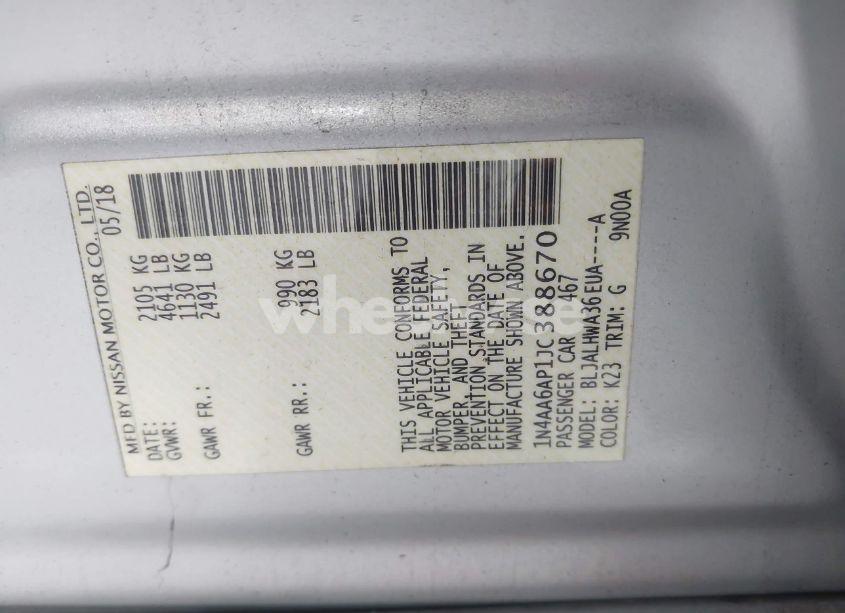 MFD BY NISSAN MOTOR CO., LTD.
DATE: 05/18
GVWR: 2105 KG
4641 LB
GAWR FR.: 1130 KG
2491 LB
GAWR RR.: 990 KG
2183 LB
THIS VEHICLE CONFORMS TO
ALL APPLICABLE FEDERAL
MOTOR VEHICLE SAFETY,
BUMPER, AND THEFT
PREVENTION STANDARDS IN
EFFECT ON THE DATE OF
MANUFACTURE SHOWN ABOVE.
1N4AA6AP1JC388670
PASSENGER CAR 467
MODEL: BLJALHWA36EUA----A
COLOR: K23 TRIM: G 9N00A